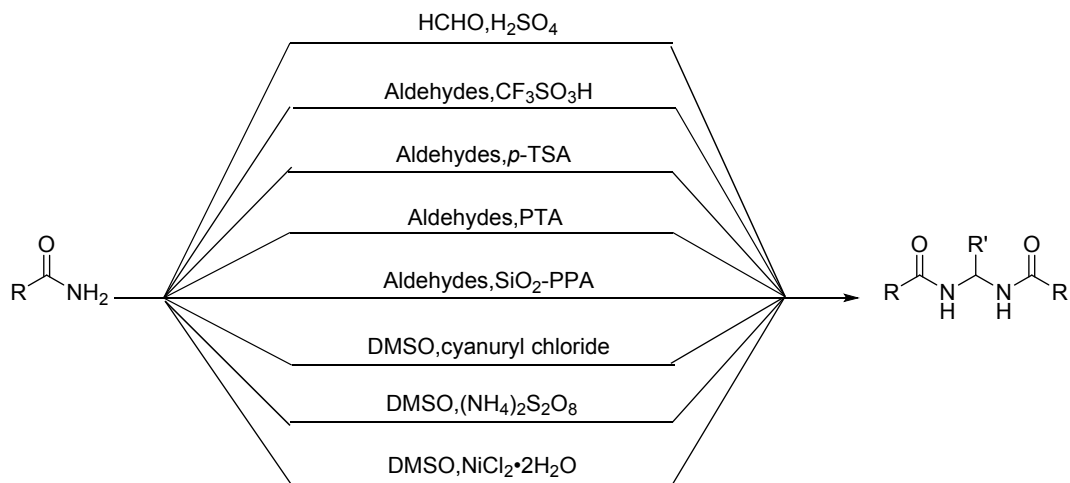 HCHO,H₂SO₄
Aldehydes,CF₃SO₃H
Aldehydes,p-TSA
Aldehydes,PTA
Aldehydes,SiO₂-PPA
DMSO,cyanuryl chloride
DMSO,(NH₄)₂S₂O₈
DMSO,NiCl₂•2H₂O
O
R NH₂
O R' O
R N N R
H H